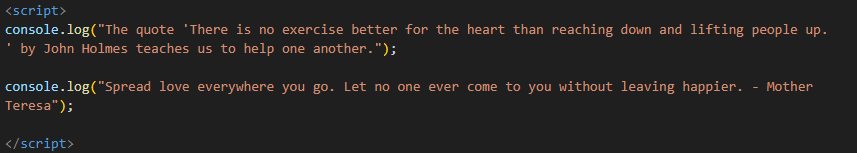 <script>
console.log("The quote 'There is no exercise better for the heart than reaching down and lifting people up.
' by John Holmes teaches us to help one another.");
console.log("Spread love everywhere you go. Let no one ever come to you without leaving happier. - Mother
Teresa");
</script>